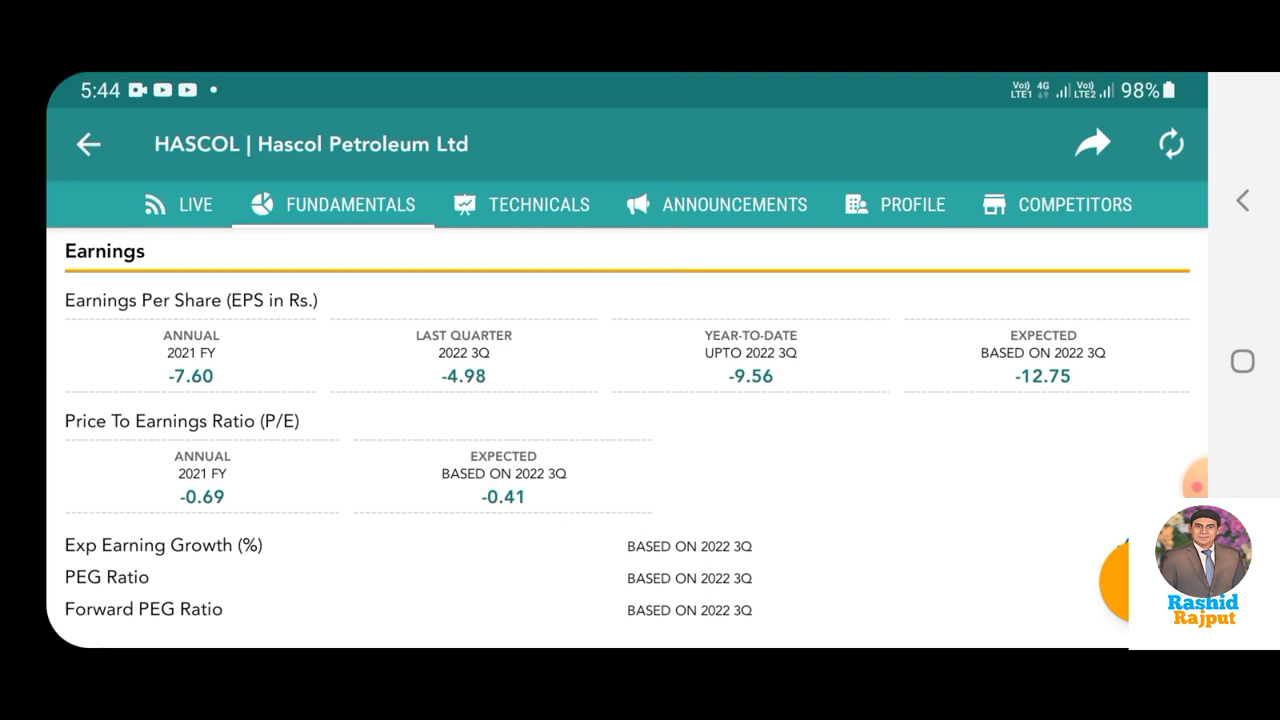 5:44
VoLTE1 4G VoLTE2 98%
HASCOL | Hascol Petroleum Ltd
LIVE FUNDAMENTALS TECHNICALS ANNOUNCEMENTS PROFILE COMPETITORS
Earnings
Earnings Per Share (EPS in Rs.)
ANNUAL LAST QUARTER YEAR-TO-DATE EXPECTED
2021 FY 2022 3Q UPTO 2022 3Q BASED ON 2022 3Q
-7.60 -4.98 -9.56 -12.75
Price To Earnings Ratio (P/E)
ANNUAL EXPECTED
2021 FY BASED ON 2022 3Q
-0.69 -0.41
Exp Earning Growth (%) BASED ON 2022 3Q
PEG Ratio BASED ON 2022 3Q
Forward PEG Ratio BASED ON 2022 3Q
Rashid
Rajput